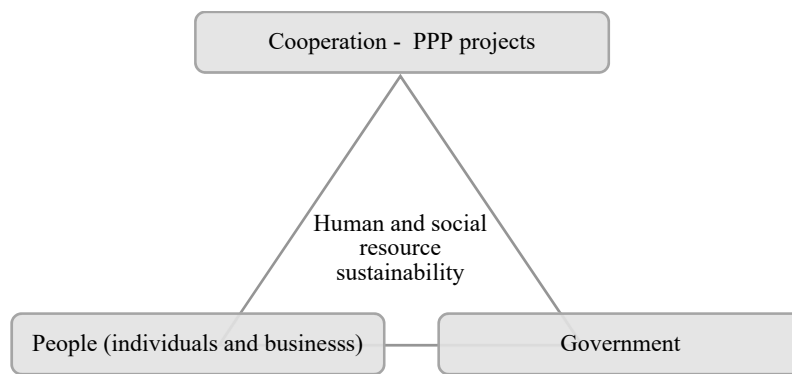 Cooperation -  PPP projects
Human and social
resource
sustainability
People (individuals and businesss)
Government